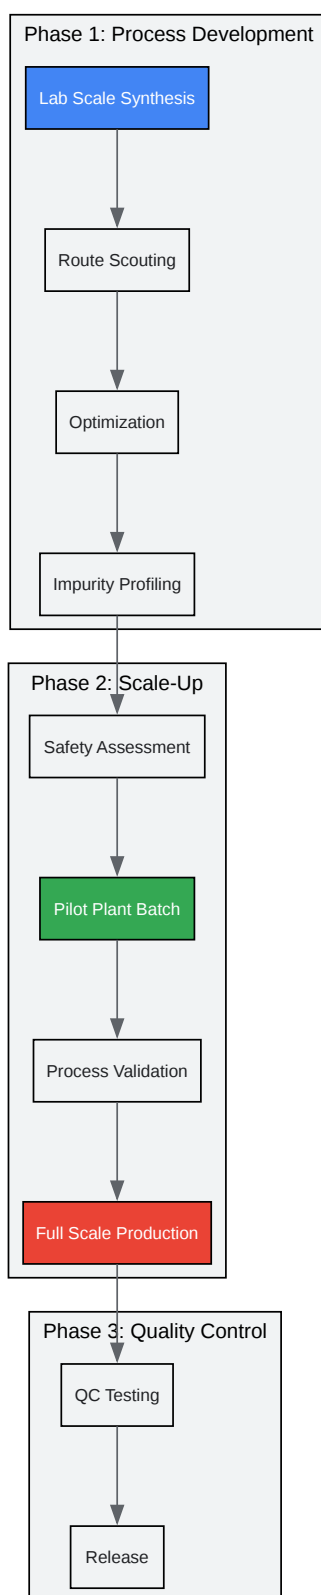 Phase 1: Process Development
Lab Scale Synthesis
Route Scouting
Optimization
Impurity Profiling
Phase 2: Scale-Up
Safety Assessment
Pilot Plant Batch
Process Validation
Full Scale Production
Phase 3: Quality Control
QC Testing
Release